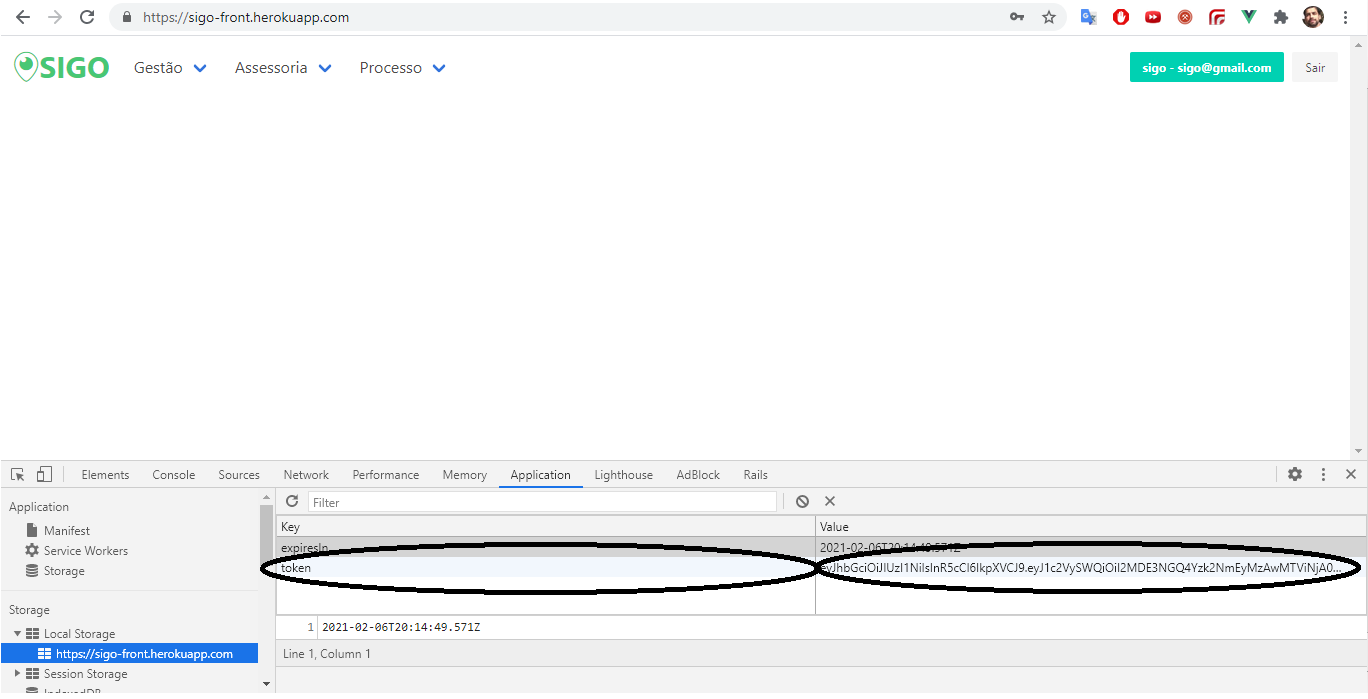 https://sigo-front.herokuapp.com
SIGO Gestão Assessoria Processo sigo - sigo@gmail.com Sair
Elements Console Sources Network Performance Memory Application Lighthouse AdBlock Rails
Application
Manifest
Service Workers
Storage
Storage
Local Storage
https://sigo-front.herokuapp.com
Session Storage
IndexedDB
Filter
Key Value
expiresIn 2021-02-06T20:14:49.571Z
token eyJhbGciOiJIUzI1NiIsInR5cCI6IkpXVCJ9.eyJ1c2VySWQiOiI2MDE3NGQ4Yzk2NmEyMzAwMTViNjA0...
1 2021-02-06T20:14:49.571Z
Line 1, Column 1